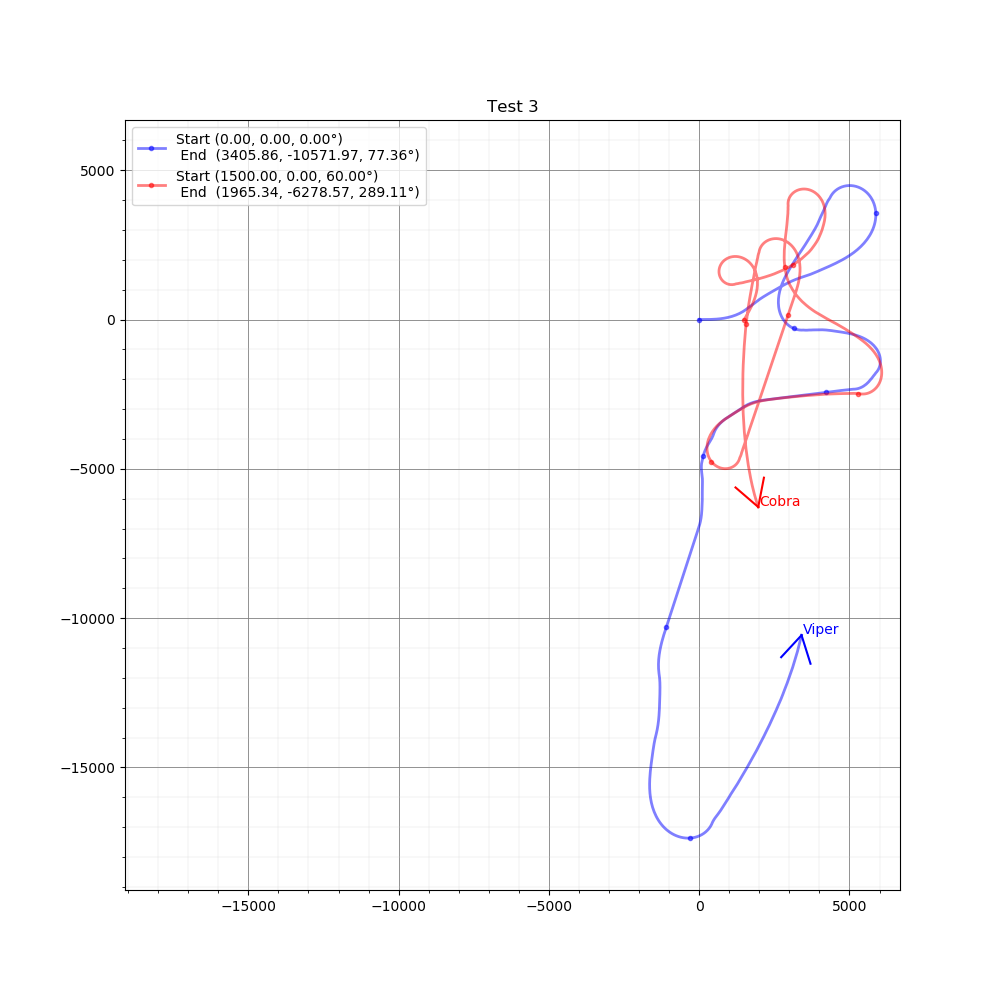 Test 3
Start (0.00, 0.00, 0.00°)
End  (3405.86, -10571.97, 77.36°)
Start (1500.00, 0.00, 60.00°)
End  (1965.34, -6278.57, 289.11°)
5000
0
−5000
−10000
−15000
Cobra
Viper
−15000
−10000
−5000
0
5000